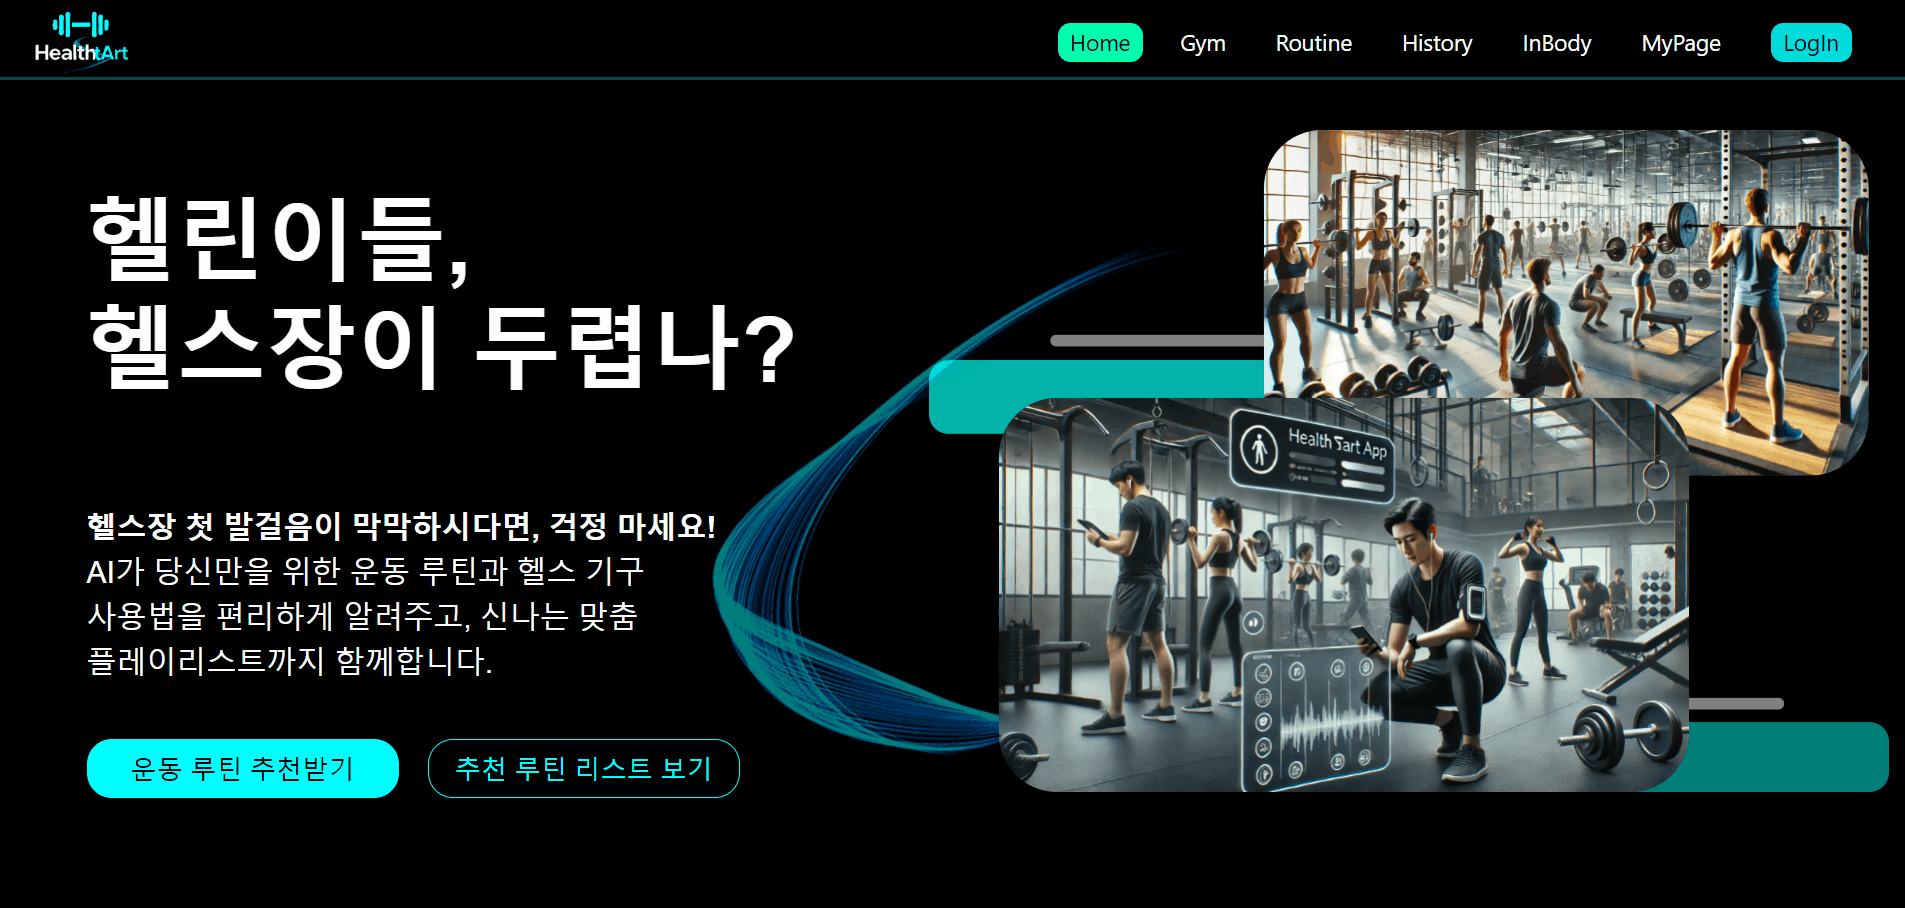 HealthtArt
Home
Gym
Routine
History
InBody
MyPage
LogIn
헬린이들,
헬스장이 두렵나?
헬스장 첫 발걸음이 막막하시다면, 걱정 마세요!
AI가 당신만을 위한 운동 루틴과 헬스 기구
사용법을 편리하게 알려주고, 신나는 맞춤
플레이리스트까지 함께합니다.
운동 루틴 추천받기
추천 루틴 리스트 보기
Health
App